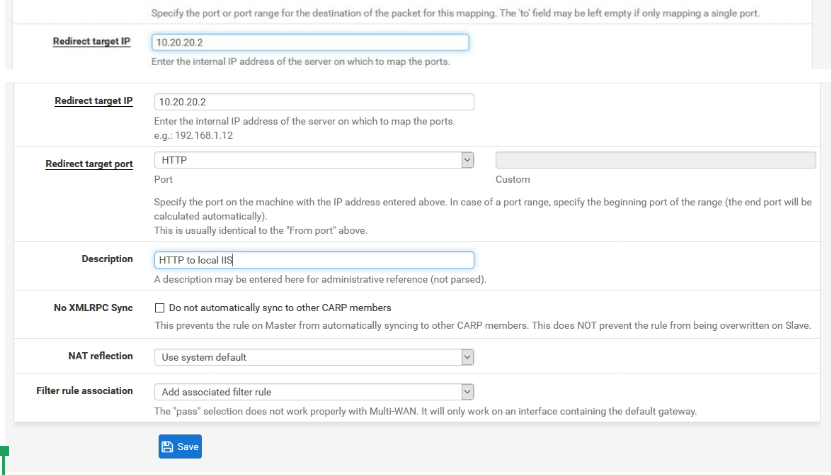 Specify the port or port range for the destination of the packet for this mapping. The 'to' field may be left empty if only mapping a single port.
Redirect target IP
10.20.20.2
Enter the internal IP address of the server on which to map the ports.
Redirect target IP
10.20.20.2
Enter the internal IP address of the server on which to map the ports.
e.g.: 192.168.1.12
Redirect target port
HTTP
Port
Custom
Specify the port on the machine with the IP address entered above. In case of a port range, specify the beginning port of the range (the end port will be
calculated automatically).
This is usually identical to the "From port" above.
Description
HTTP to local IIS
A description may be entered here for administrative reference (not parsed).
No XMLRPC Sync
Do not automatically sync to other CARP members
This prevents the rule on Master from automatically syncing to other CARP members. This does NOT prevent the rule from being overwritten on Slave.
NAT reflection
Use system default
Filter rule association
Add associated filter rule
The "pass" selection does not work properly with Multi-WAN. It will only work on an interface containing the default gateway.
Save